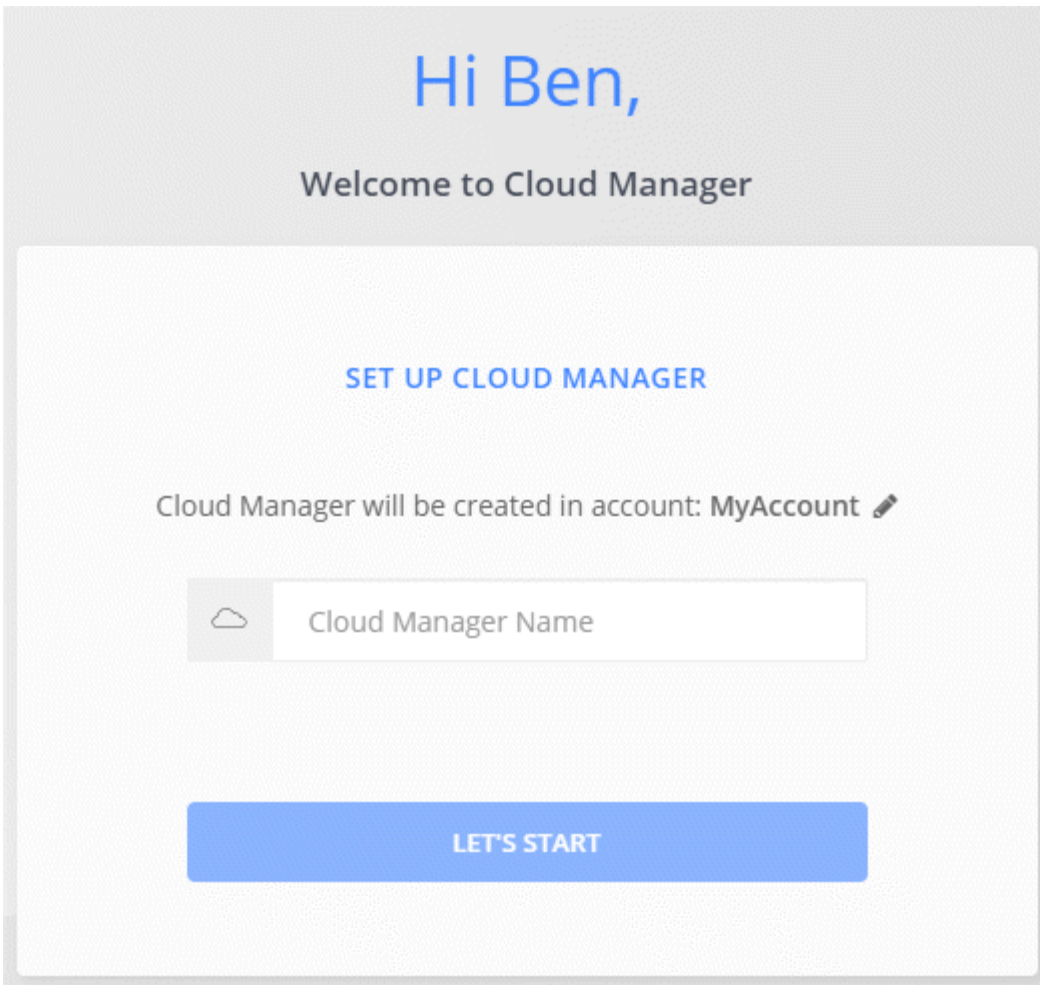 Hi Ben,
Welcome to Cloud Manager
SET UP CLOUD MANAGER
Cloud Manager will be created in account: MyAccount
Cloud Manager Name
LET'S START